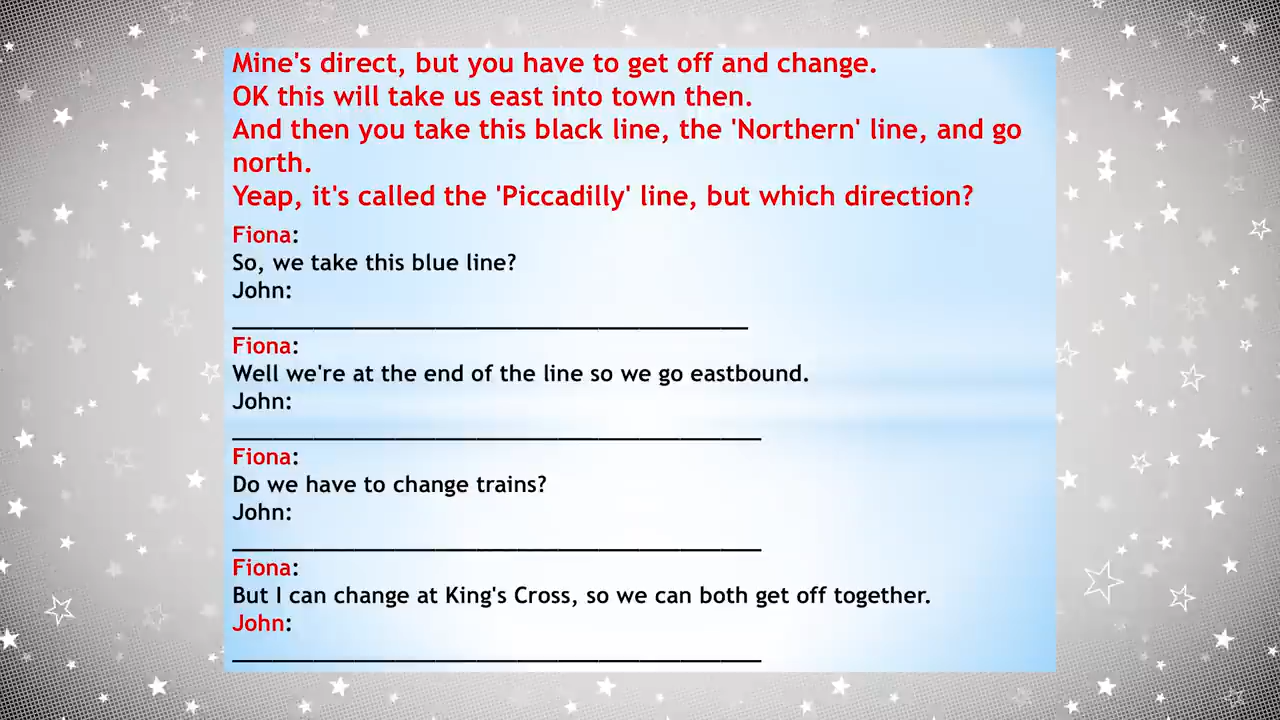 Mine's direct, but you have to get off and change.
OK this will take us east into town then.
And then you take this black line, the 'Northern' line, and go
north.
Yeap, it's called the 'Piccadilly' line, but which direction?
Fiona:
So, we take this blue line?
John:
_______________________________________
Fiona:
Well we're at the end of the line so we go eastbound.
John:
________________________________________
Fiona:
Do we have to change trains?
John:
________________________________________
Fiona:
But I can change at King's Cross, so we can both get off together.
John:
________________________________________